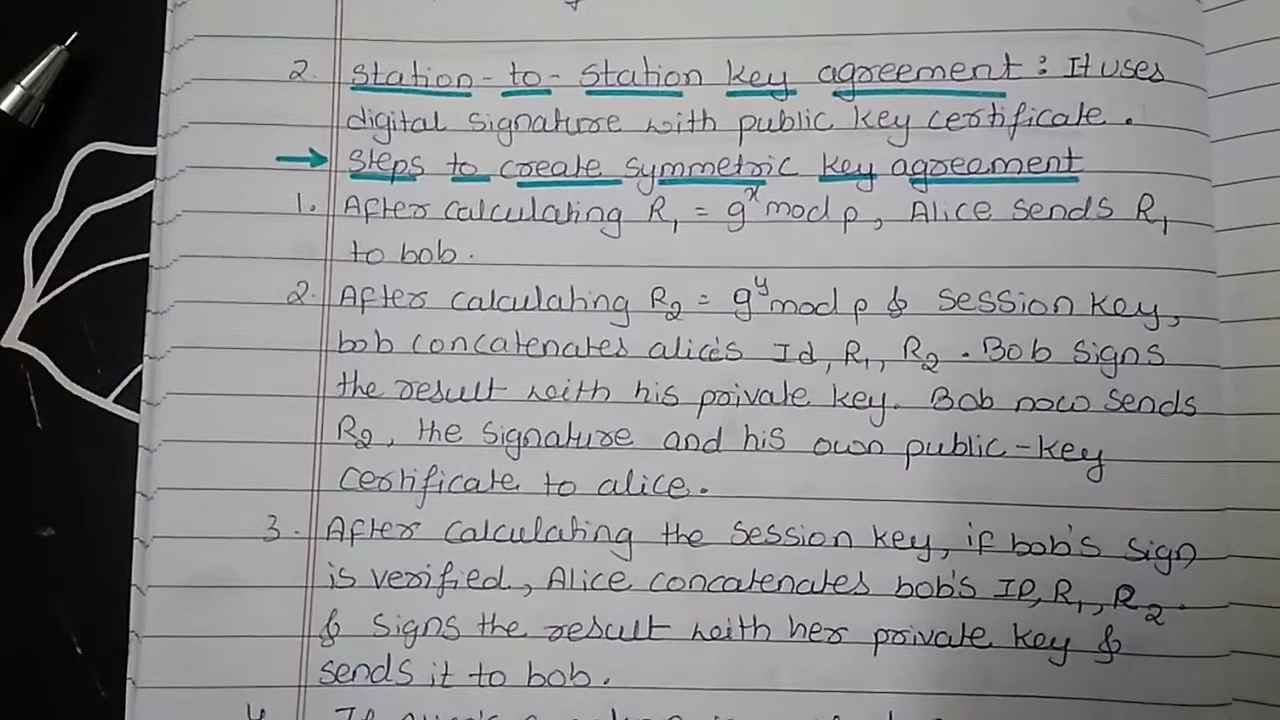 2. Station-to-Station key agreement: It uses
digital signature with public key certificate.
→ Steps to create symmetric key agreement
1. After calculating R₁ = gˣ mod p, Alice sends R₁
to bob.
2. After calculating R₂ = gʸ mod p & session key,
bob concatenates alice's Id, R₁, R₂. Bob signs
the result with his private key. Bob now sends
R₂, the signature and his own public-key
certificate to alice.
3. After calculating the session key, if bob's sign
is verified, Alice concatenates bob's ID, R₁, R₂.
& signs the result with her private key &
sends it to bob.